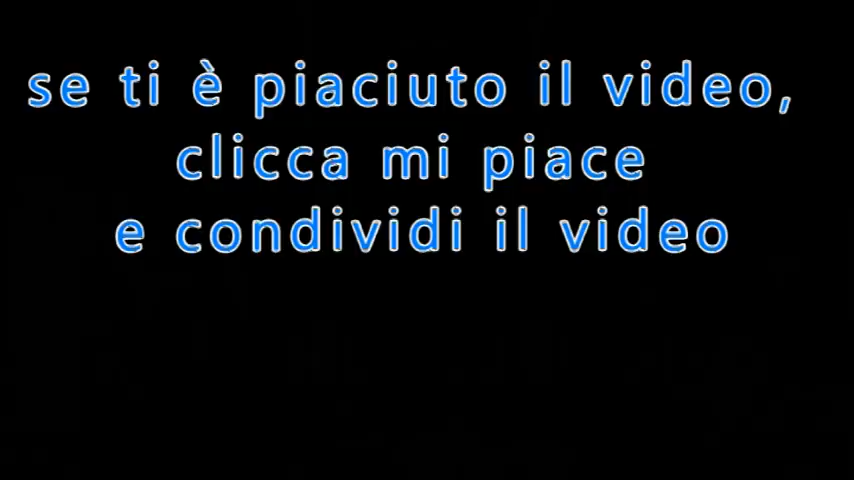 se ti è piaciuto il video,
clicca mi piace
e condividi il video